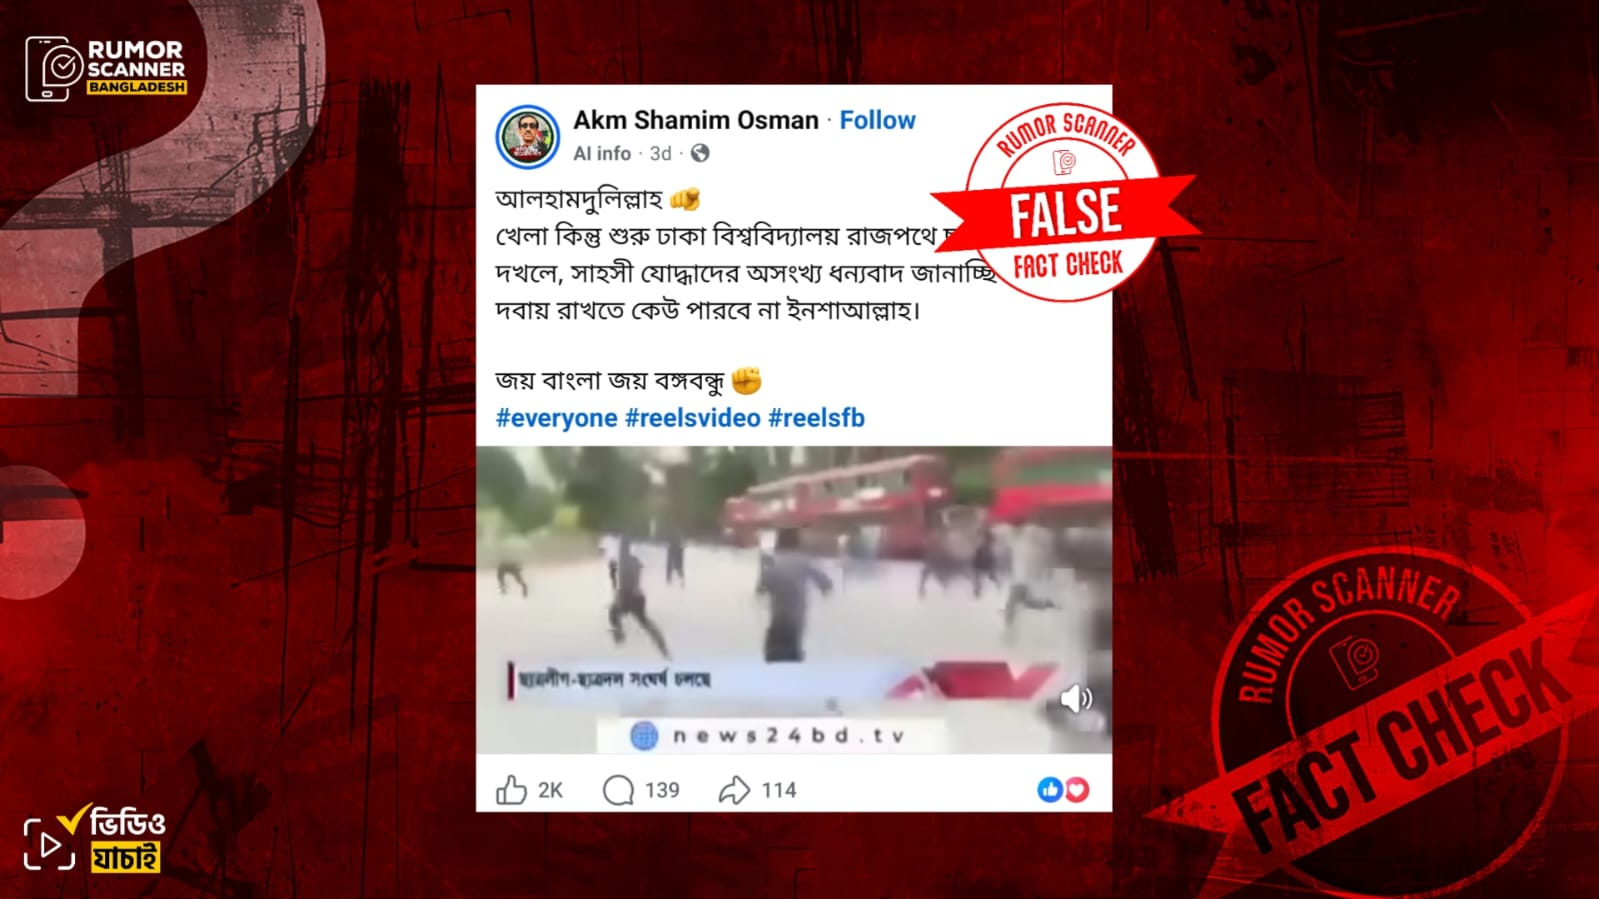 RUMOR
SCANNER
BANGLADESH
Akm Shamim Osman · Follow
AI info · 3d ·
আলহামদুলিল্লাহ
খেলা কিন্তু শুরু ঢাকা বিশ্ববিদ্যালয় রাজপথে
দখলে, সাহসী যোদ্ধাদের অসংখ্য ধন্যবাদ জানাচ্ছি
দবায় রাখতে কেউ পারবে না ইনশাআল্লাহ।
জয় বাংলা জয় বঙ্গবন্ধু
#everyone #reelsvideo #reelsfb
RUMOR SCANNER
FALSE
FACT CHECK
ছাত্রলীগ-ছাত্রদল সংঘর্ষ চলছে
news24bd.tv
2K 139 114
ভিডিও
যাচাই
RUMOR SCANNER
FACT CHECK